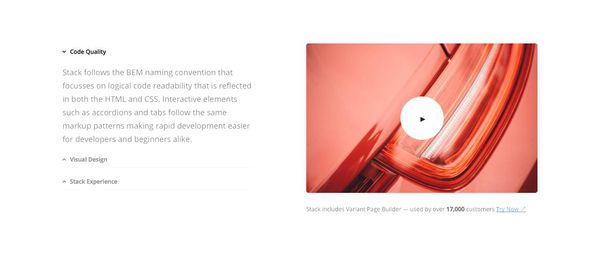 Code Quality
Stack follows the BEM naming convention that
focusses on logical code readability that is reflected
in both the HTML and CSS. Interactive elements
such as accordions and tabs follow the same
markup patterns making rapid development easier
for developers and beginners alike.
Visual Design
Stack Experience
Stack includes Variant Page Builder — used by over 17,000 customers Try Now ↗